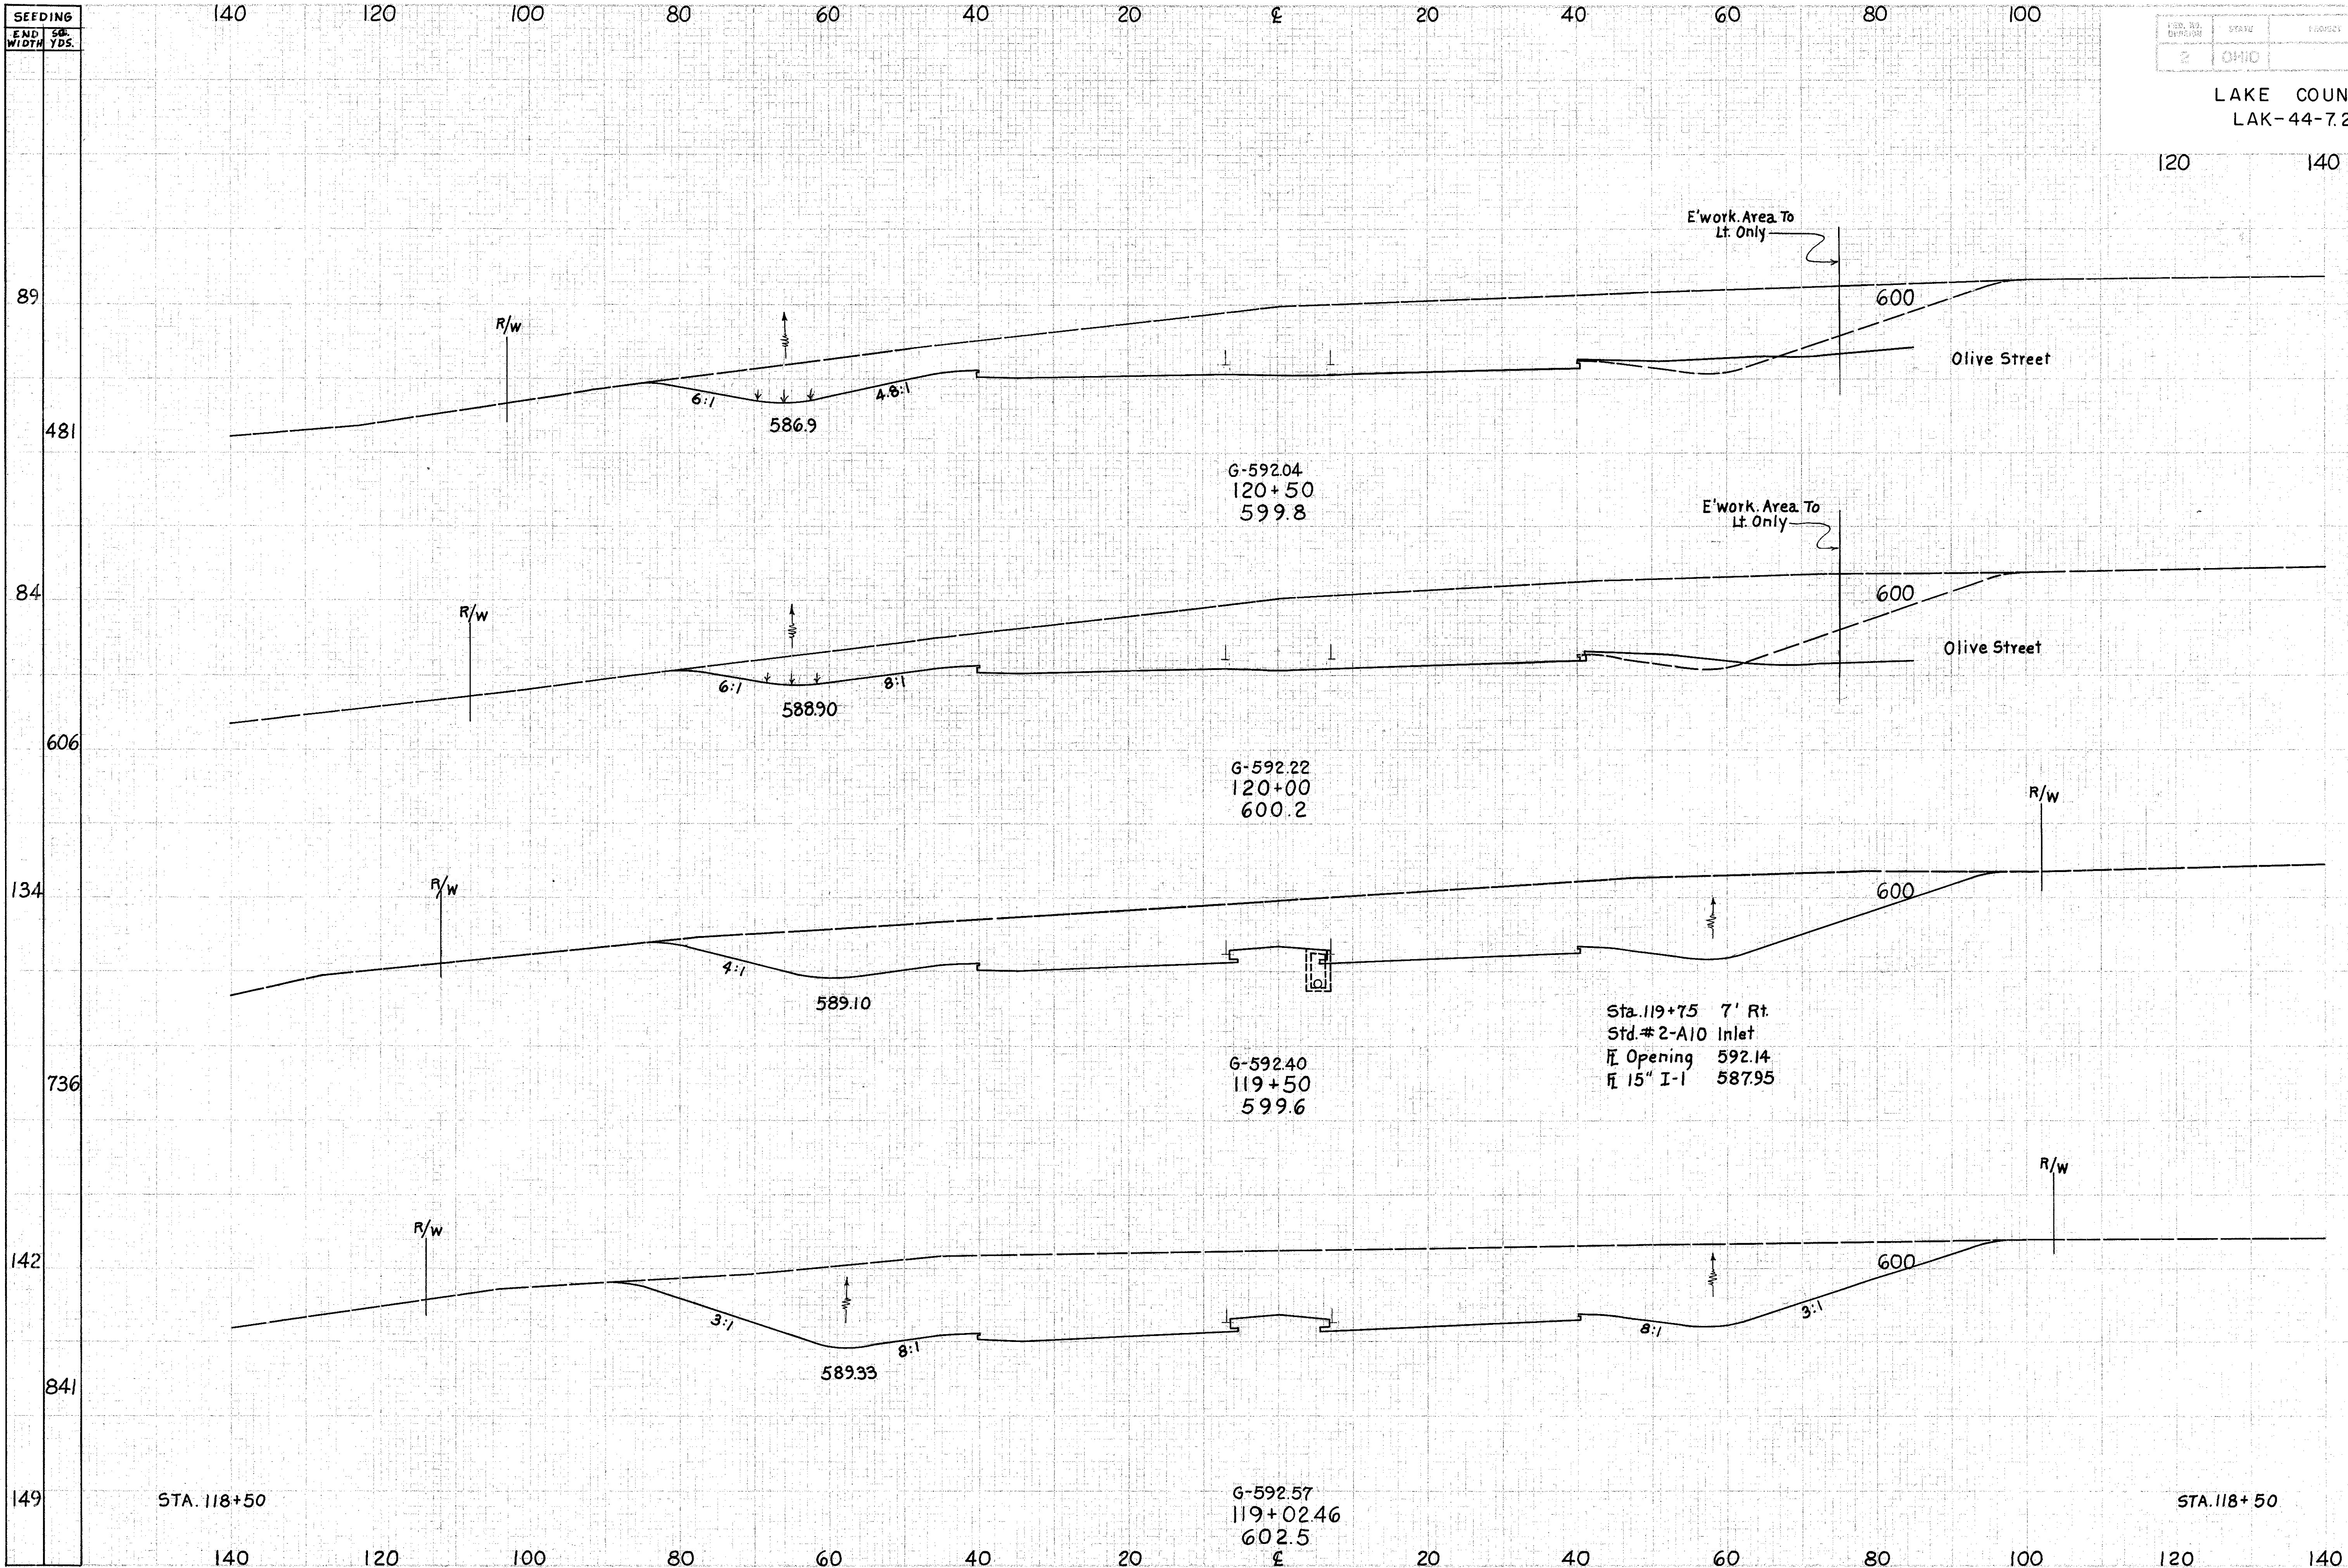 SEEDING
END WIDTH
SQ. YDS.
140 120 100 80 60 40 20 ℄ 20 40 60 80 100
STATE
2 OHIO
LAKE COUN
LAK-44-7.2
120 140
E'work. Area To
Lt. Only
89
600
R/W
Olive Street
6:1
4.8:1
586.9
481
G-592.04
120+50
599.8
E'work. Area To
Lt. Only
84
600
R/W
Olive Street
6:1
8:1
588.90
606
G-592.22
120+00
600.2
R/W
134
R/W
600
4:1
589.10
Sta. 119+75 7' Rt.
Std. # 2-A10 Inlet
FL Opening 592.14
FL 15" I-1 587.95
736
G-592.40
119+50
599.6
R/W
R/W
142
600
3:1
8:1
8:1
3:1
589.33
841
149
STA. 118+50
G-592.57
119+02.46
602.5
STA. 118+50
140 120 100 80 60 40 20 ℄ 20 40 60 80 100 120 140